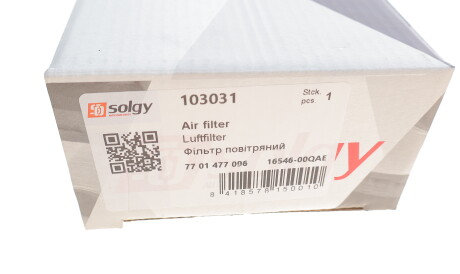 solgy
103031
Stck.
pcs 1
Air filter
Luftfilter
Фільтр повітряний
77 01 477 096 16546-00QAE
8 418578 150010
gy